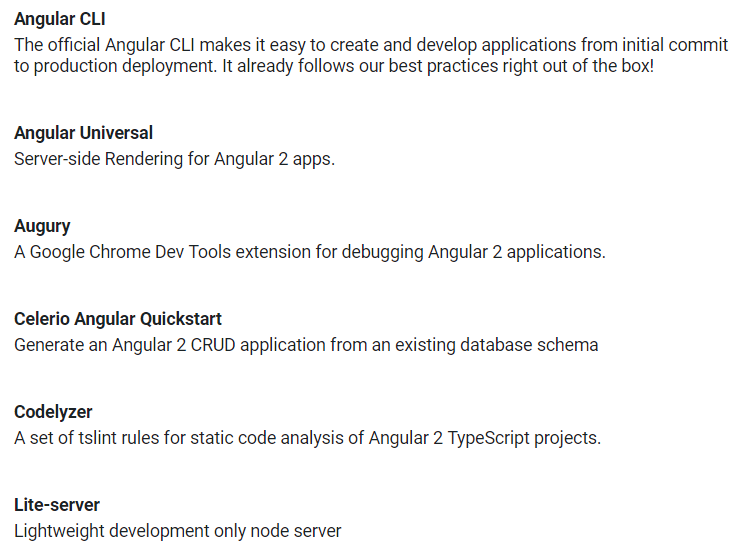 Angular CLI
The official Angular CLI makes it easy to create and develop applications from initial commit
to production deployment. It already follows our best practices right out of the box!
Angular Universal
Server-side Rendering for Angular 2 apps.
Augury
A Google Chrome Dev Tools extension for debugging Angular 2 applications.
Celerio Angular Quickstart
Generate an Angular 2 CRUD application from an existing database schema
Codelyzer
A set of tslint rules for static code analysis of Angular 2 TypeScript projects.
Lite-server
Lightweight development only node server